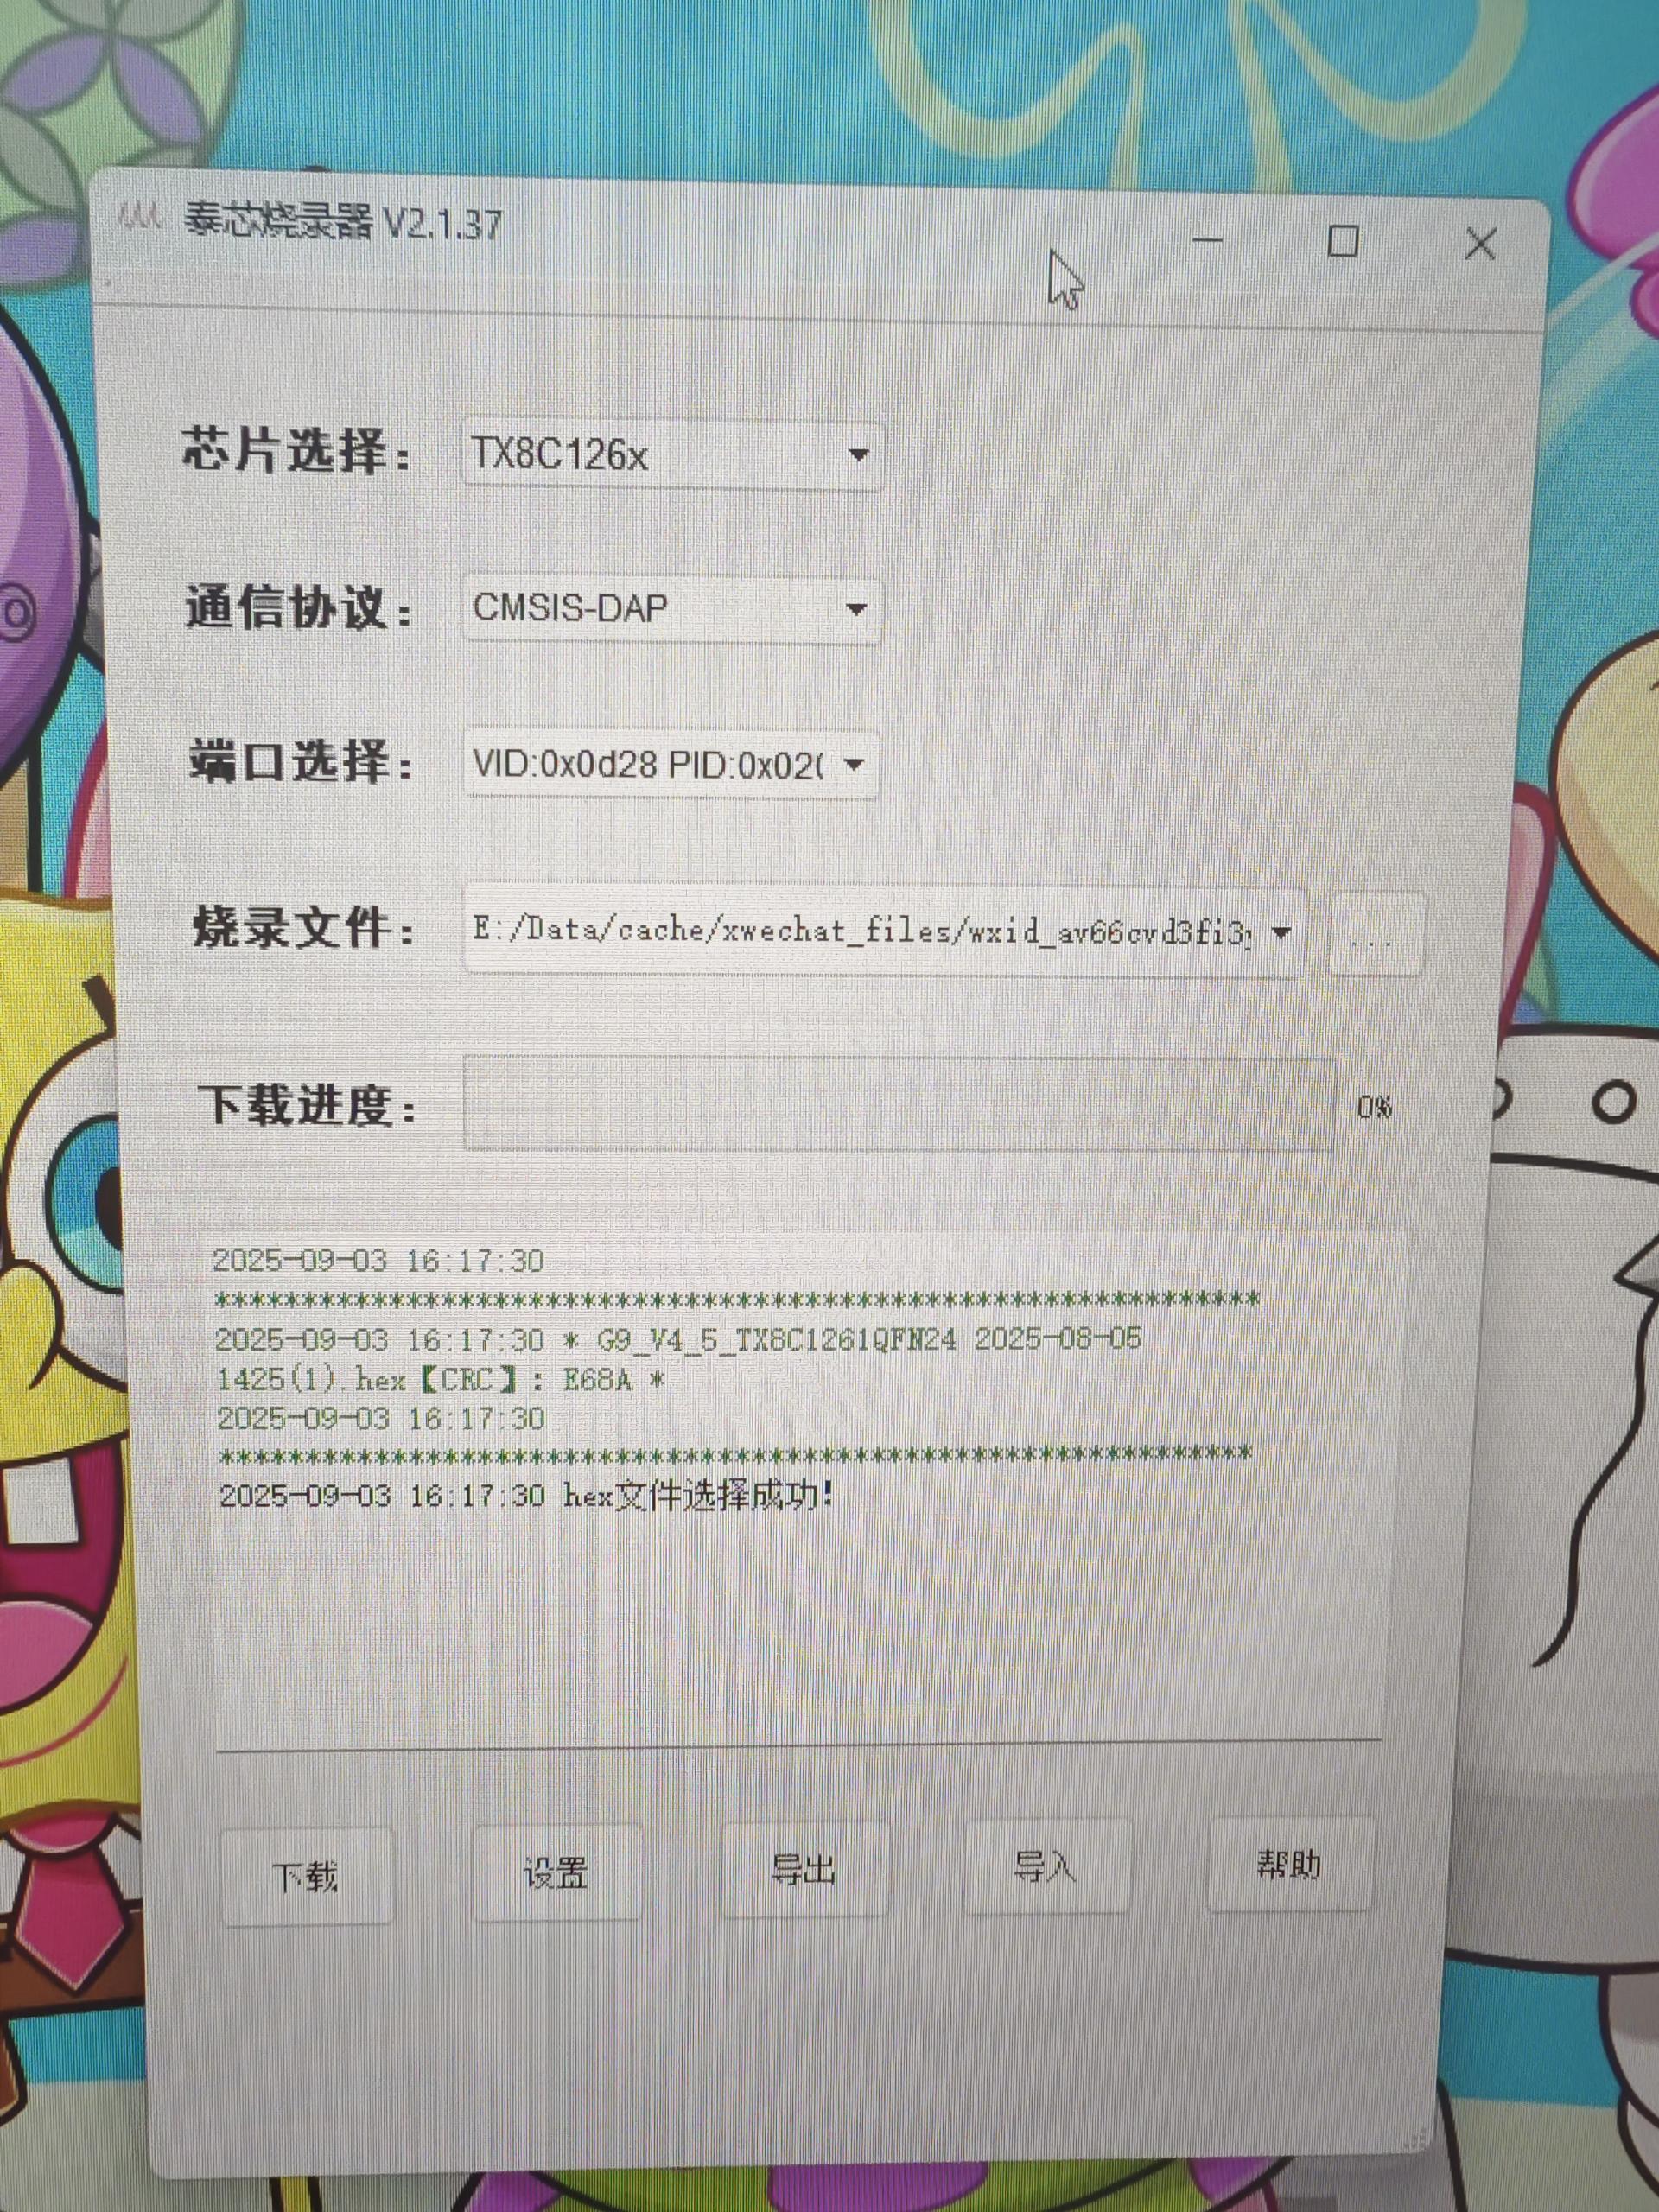 泰芯烧录器 V2.1.37
芯片选择：
TX8C126x
通信协议：
CMSIS-DAP
端口选择：
VID:0x0d28 PID:0x02(
烧录文件：
E:/Data/cache/xwechat_files/wxid_av66cvd3fi3
...
下载进度：
0%
2025-09-03 16:17:30
************************************************************
2025-09-03 16:17:30 * G9_V4_5_TX8C1261QFN24 2025-08-05
1425(1).hex【CRC】: E68A *
2025-09-03 16:17:30
************************************************************
2025-09-03 16:17:30 hex文件选择成功!
下载
设置
导出
导入
帮助